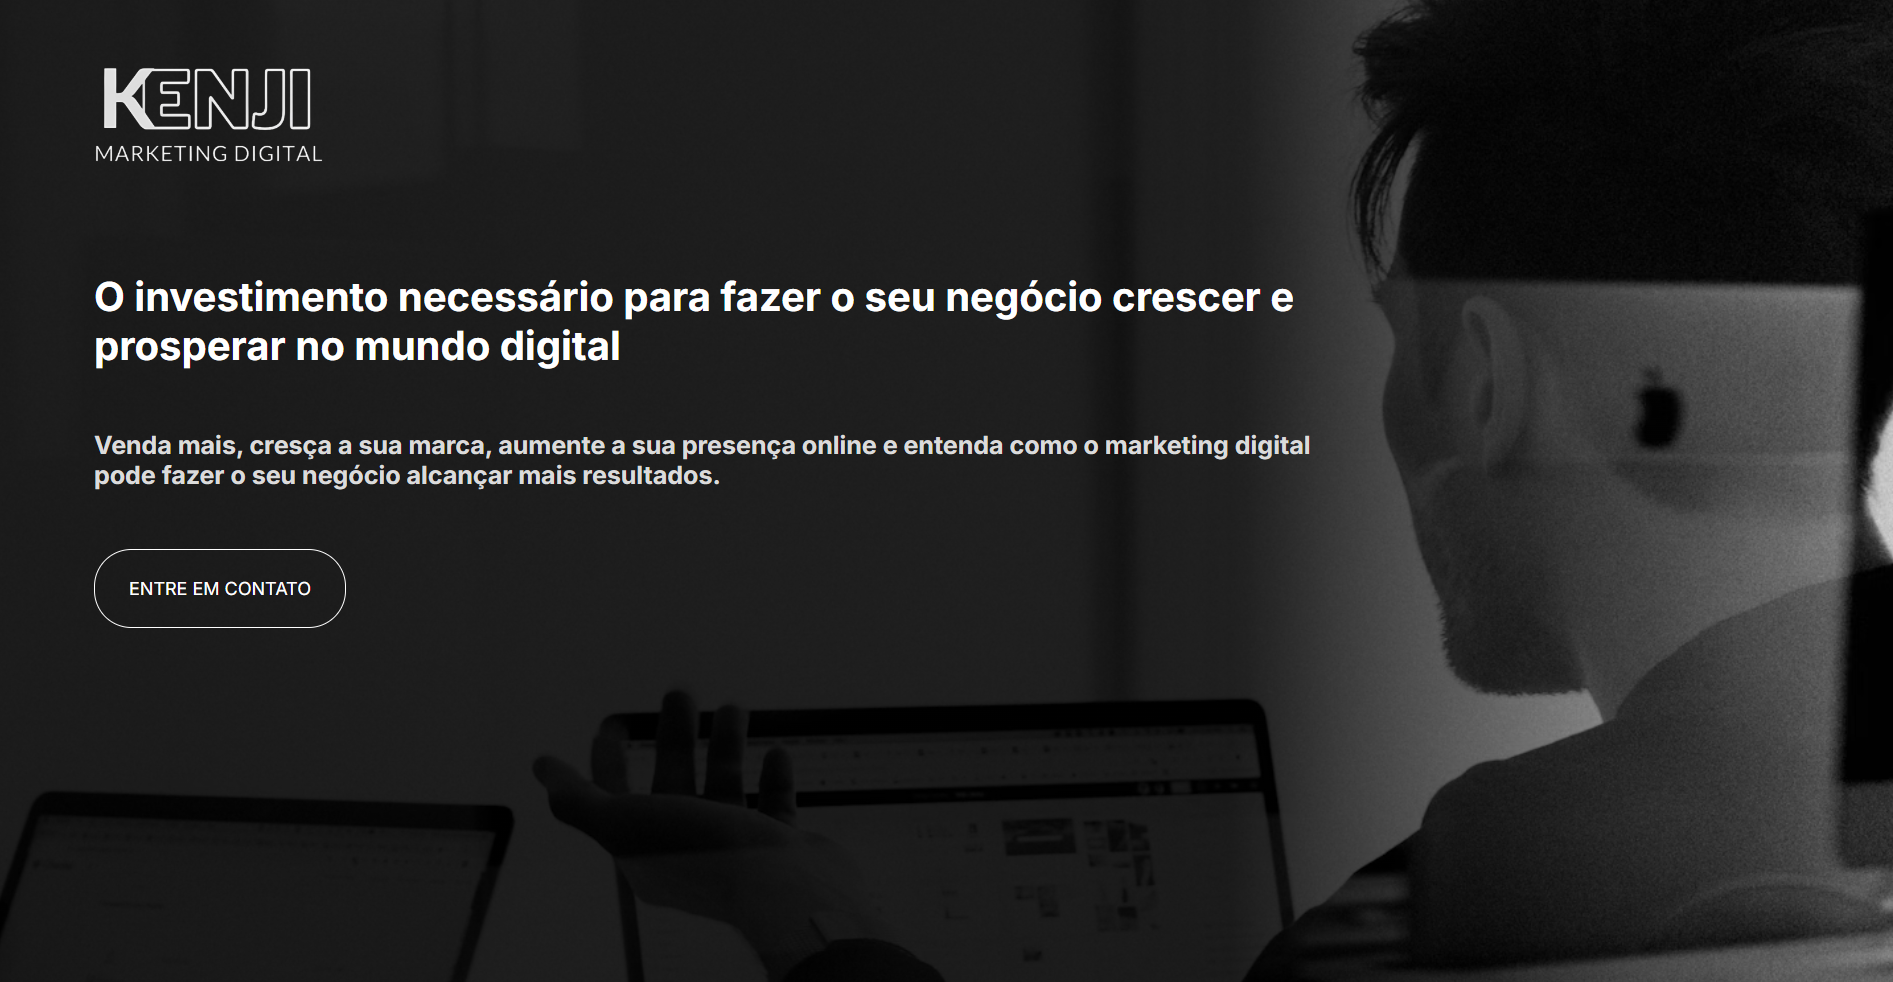 KENJI
MARKETING DIGITAL
O investimento necessário para fazer o seu negócio crescer e
prosperar no mundo digital
Venda mais, cresça a sua marca, aumente a sua presença online e entenda como o marketing digital
pode fazer o seu negócio alcançar mais resultados.
ENTRE EM CONTATO